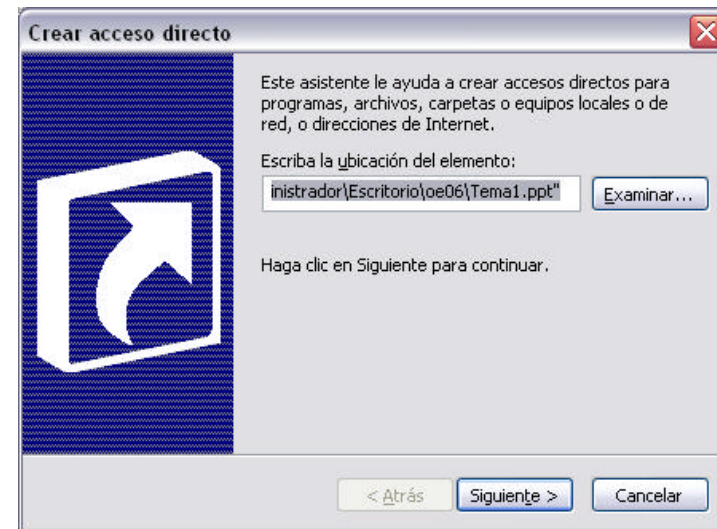 Crear acceso directo
Este asistente le ayuda a crear accesos directos para
programas, archivos, carpetas o equipos locales o de
red, o direcciones de Internet.
Escriba la ubicación del elemento:
inistrador\Escritorio\oe06\Tema1.ppt"
Examinar...
Haga clic en Siguiente para continuar.
< Atrás
Siguiente >
Cancelar